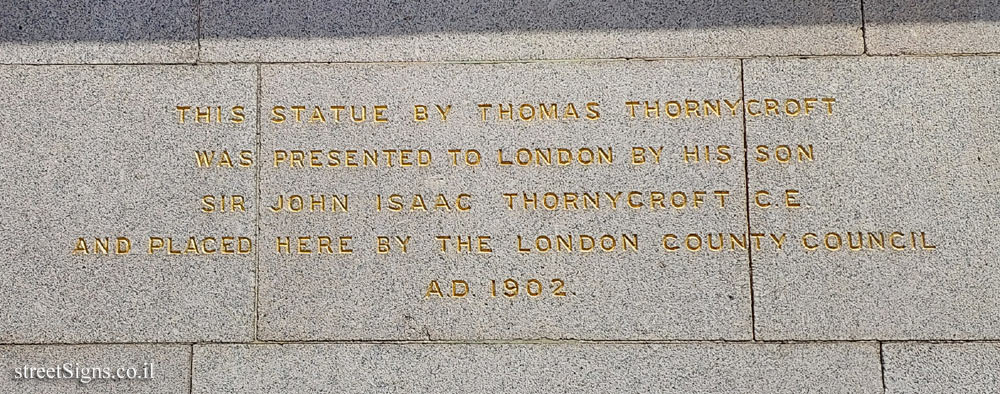 THIS STATUE BY THOMAS THORNYCROFT
WAS PRESENTED TO LONDON BY HIS SON
SIR JOHN ISAAC THORNYCROFT C.E.
AND PLACED HERE BY THE LONDON COUNTY COUNCIL
A.D. 1902
streetSigns.co.il